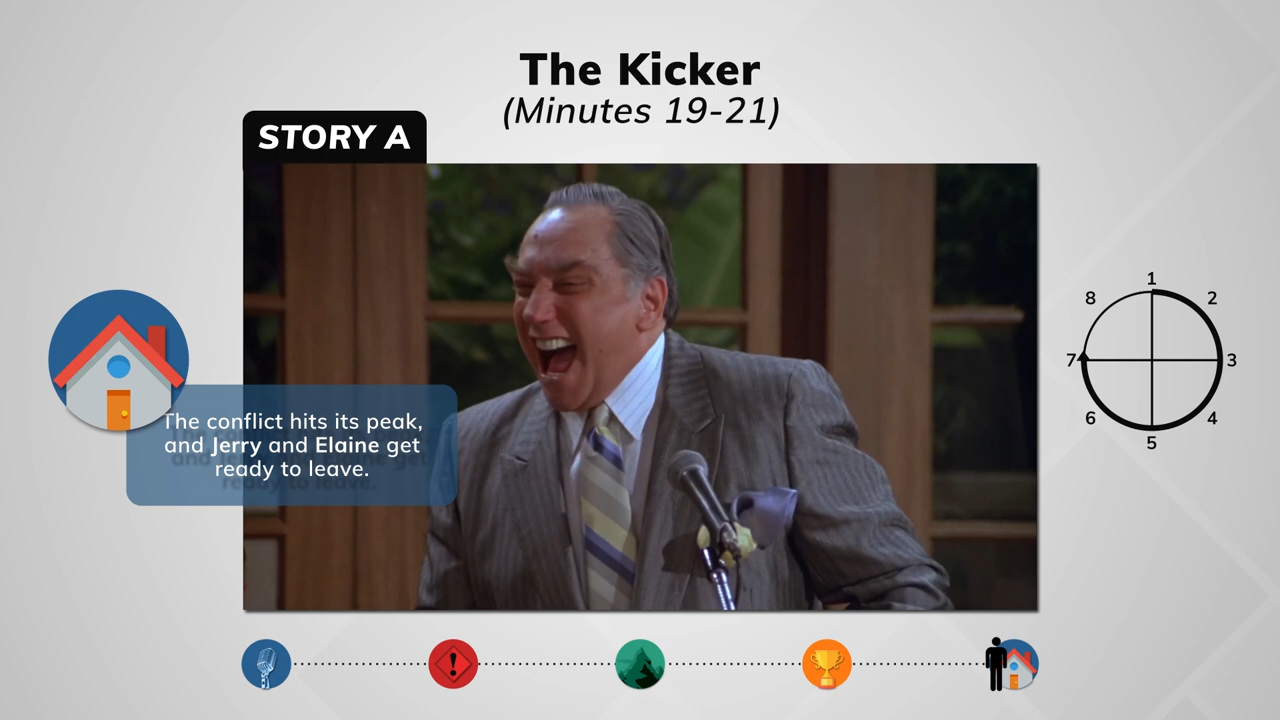 The Kicker
(Minutes 19-21)
STORY A
The conflict hits its peak,
and Jerry and Elaine get
ready to leave.
1
8
2
7
3
6
4
5